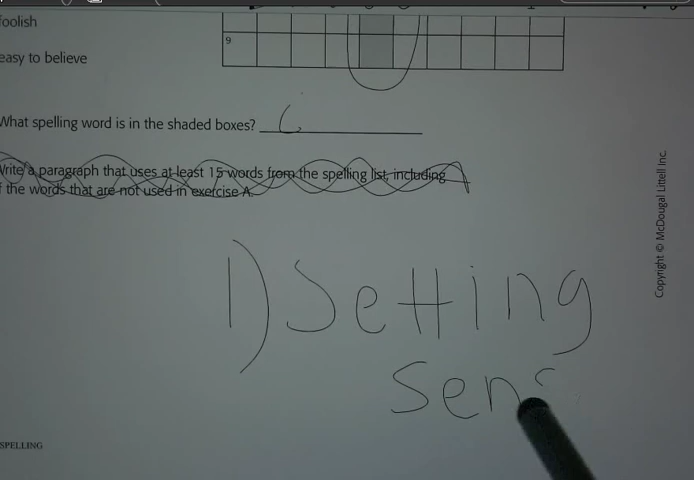 foolish
9
easy to believe
What spelling word is in the shaded boxes?
Write a paragraph that uses at least 15 words from the spelling list, including
f the words that are not used in exercise A.
1) Setting
Sens
Copyright © McDougal Littell Inc.
SPELLING